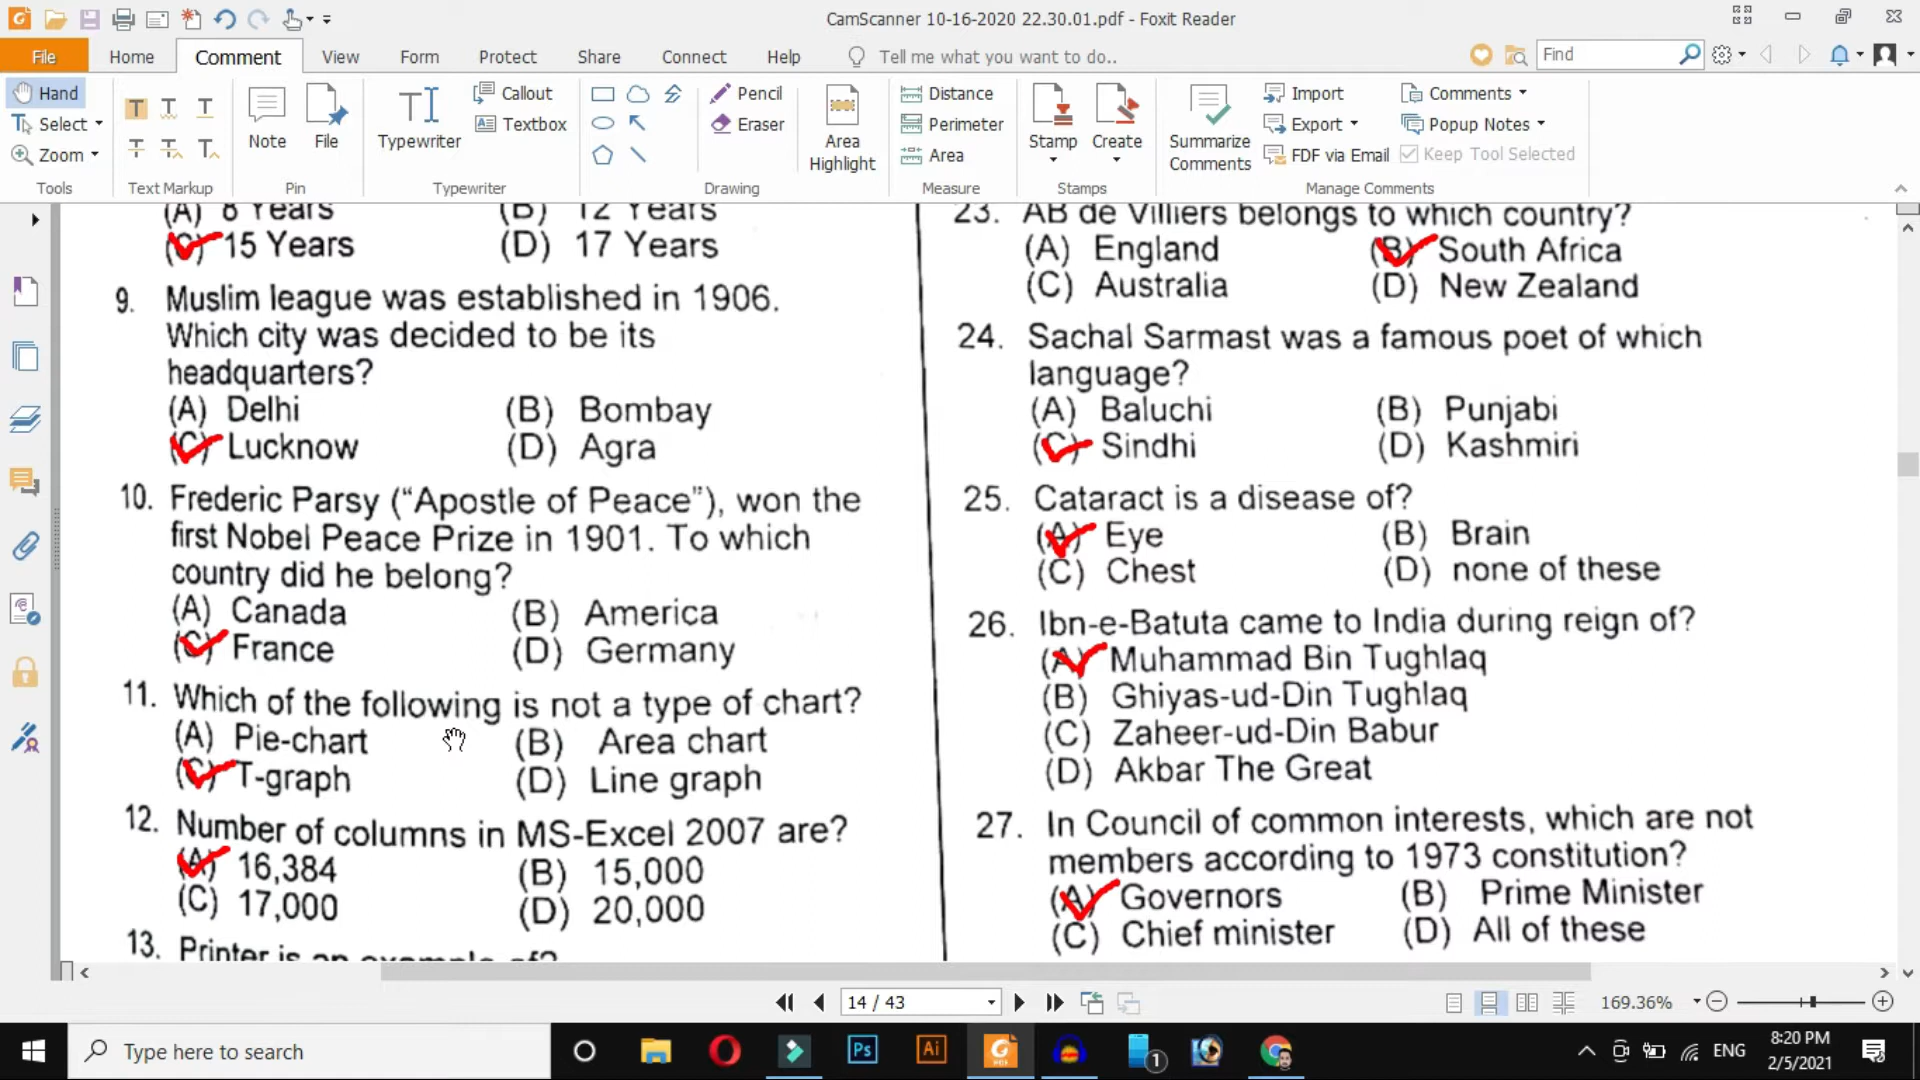 CamScanner 10-16-2020 22.30.01.pdf - Foxit Reader
File Home Comment View Form Protect Share Connect Help Tell me what you want to do.. Find
Hand
Select
Zoom
Tools
T T T
T T T
Text Markup
Note File
Pin
Typewriter
Callout
Textbox
Typewriter
Pencil
Eraser
Drawing
Area Highlight
Distance
Perimeter
Area
Measure
Stamp Create
Stamps
Summarize Comments
Import
Export
FDF via Email
Comments
Popup Notes
Keep Tool Selected
Manage Comments
(A) 8 Years (B) 12 Years
(C) 15 Years (D) 17 Years
9. Muslim league was established in 1906.
Which city was decided to be its
headquarters?
(A) Delhi (B) Bombay
(C) Lucknow (D) Agra
10. Frederic Parsy (“Apostle of Peace”), won the
first Nobel Peace Prize in 1901. To which
country did he belong?
(A) Canada (B) America
(C) France (D) Germany
11. Which of the following is not a type of chart?
(A) Pie-chart (B) Area chart
(C) T-graph (D) Line graph
12. Number of columns in MS-Excel 2007 are?
(A) 16,384 (B) 15,000
(C) 17,000 (D) 20,000
13. Printer is an example of?
23. AB de Villiers belongs to which country?
(A) England (B) South Africa
(C) Australia (D) New Zealand
24. Sachal Sarmast was a famous poet of which
language?
(A) Baluchi (B) Punjabi
(C) Sindhi (D) Kashmiri
25. Cataract is a disease of?
(A) Eye (B) Brain
(C) Chest (D) none of these
26. Ibn-e-Batuta came to India during reign of?
(A) Muhammad Bin Tughlaq
(B) Ghiyas-ud-Din Tughlaq
(C) Zaheer-ud-Din Babur
(D) Akbar The Great
27. In Council of common interests, which are not
members according to 1973 constitution?
(A) Governors (B) Prime Minister
(C) Chief minister (D) All of these
14 / 43
169.36%
Type here to search
Ps
Ai
G
PDF
1
ENG
8:20 PM
2/5/2021